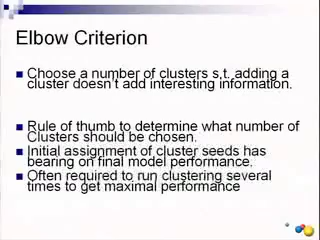 Elbow Criterion
Choose a number of clusters s.t. adding a
cluster doesn't add interesting information.
Rule of thumb to determine what number of
Clusters should be chosen.
Initial assignment of cluster seeds has
bearing on final model performance.
Often required to run clustering several
times to get maximal performance